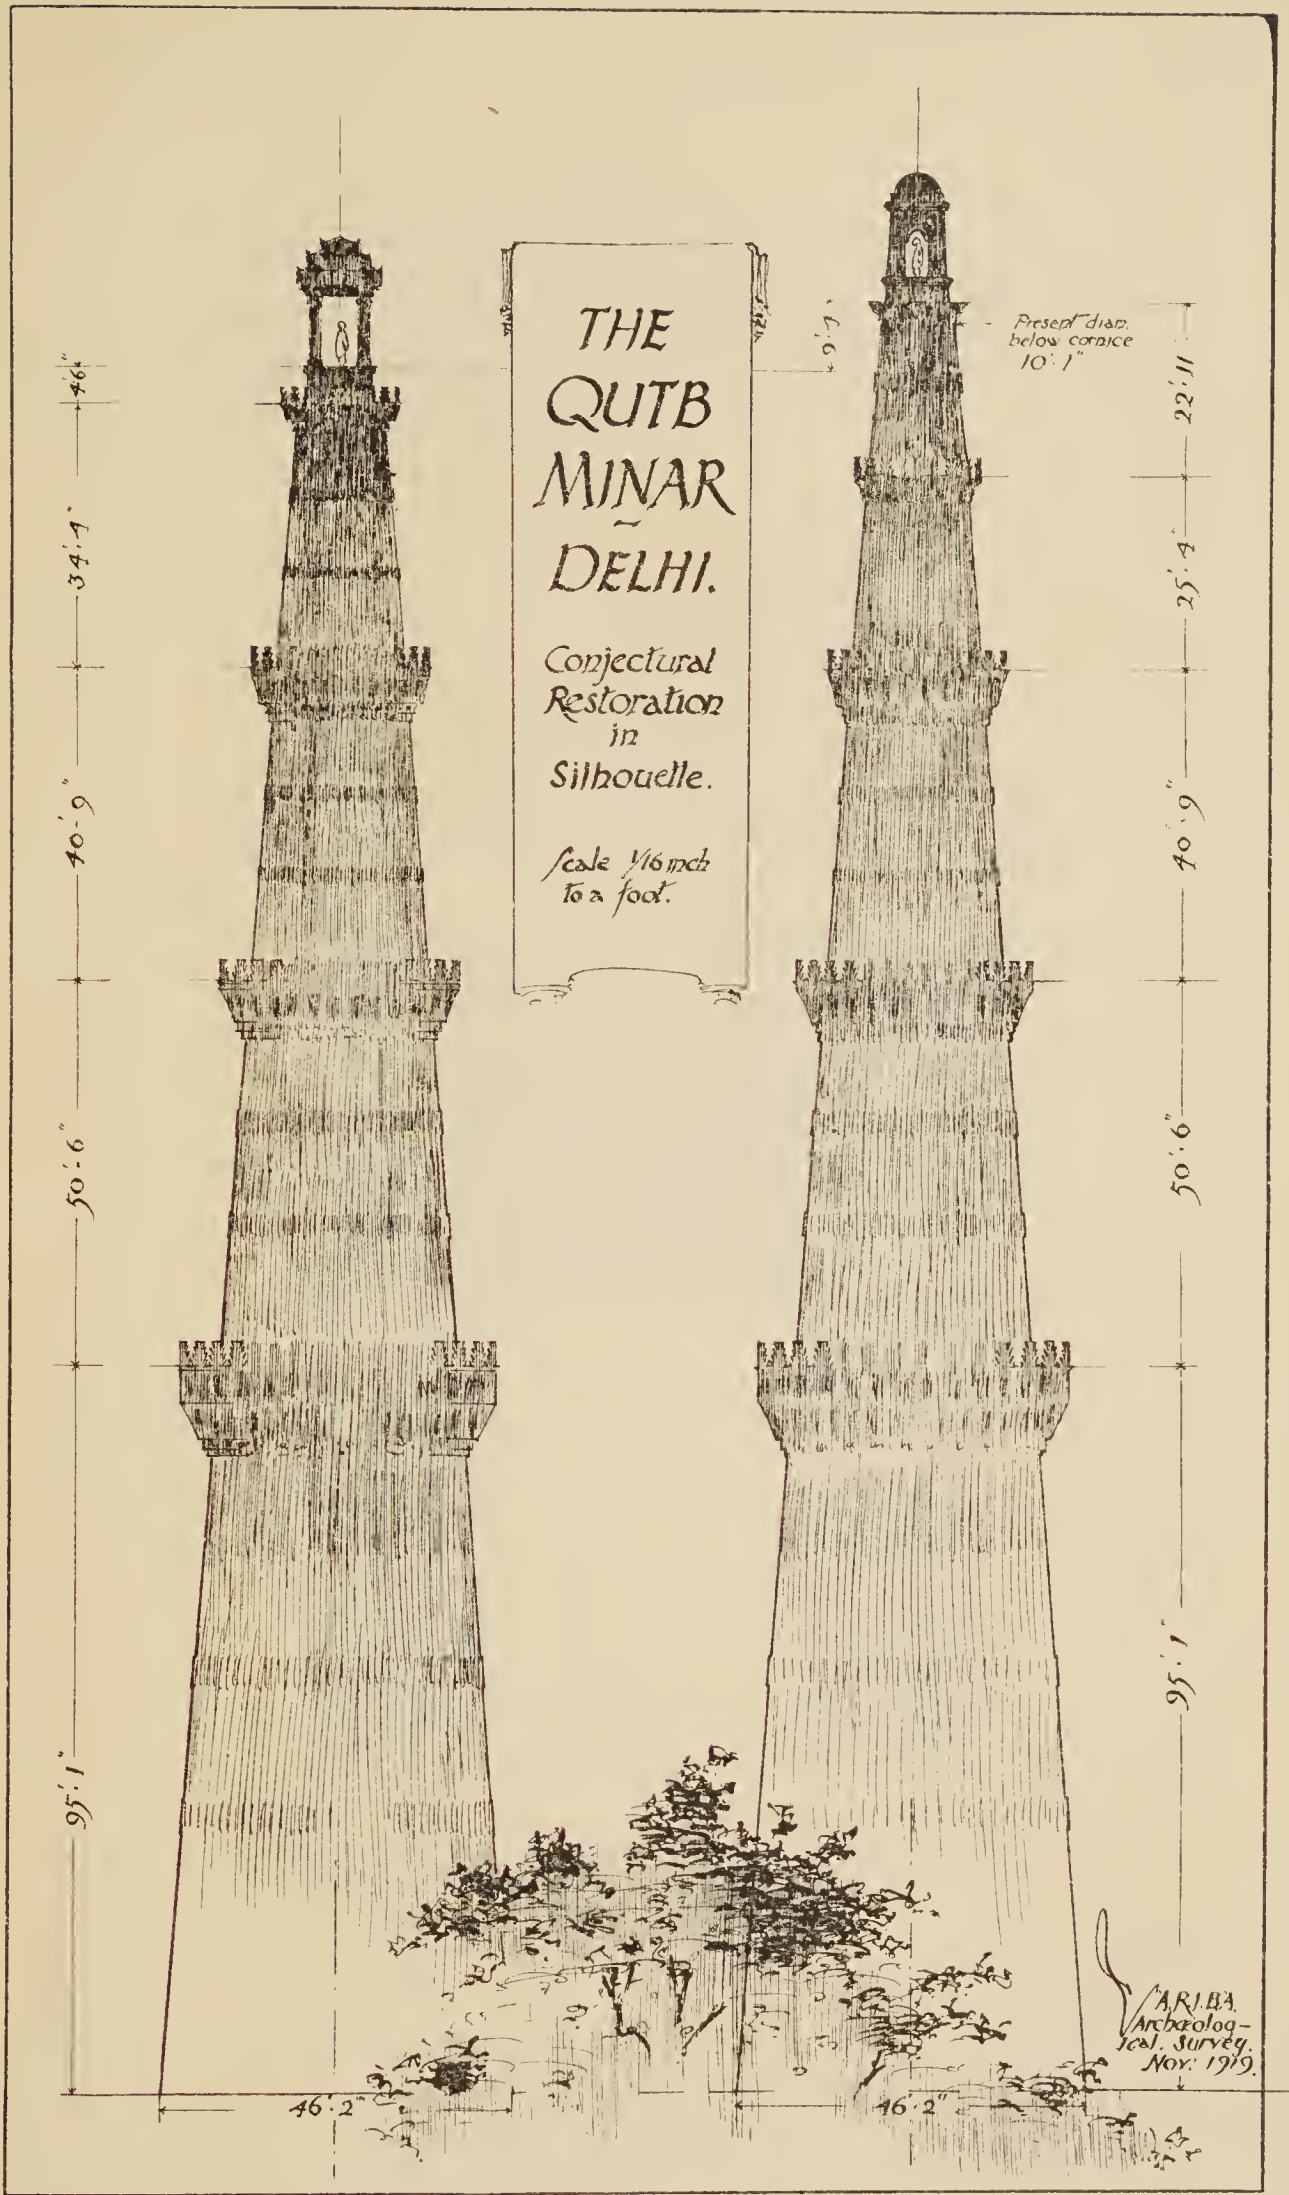 THE
QUTB
MINAR
~
DELHI.
Conjectural
Restoration
in
Silhouette.
Scale 1/16 inch
to a foot.
4'6"
34'.4"
40'.9"
50'.6"
95'.1"
46'.2"
9'.7"
Present diam.
below cornice
10'.1"
22'.11
25'.4"
40'.9"
50'.6"
95'.1"
46'.2"
A.R.I.B.A.
Archæolog-
ical. Survey.
Nov: 1919.